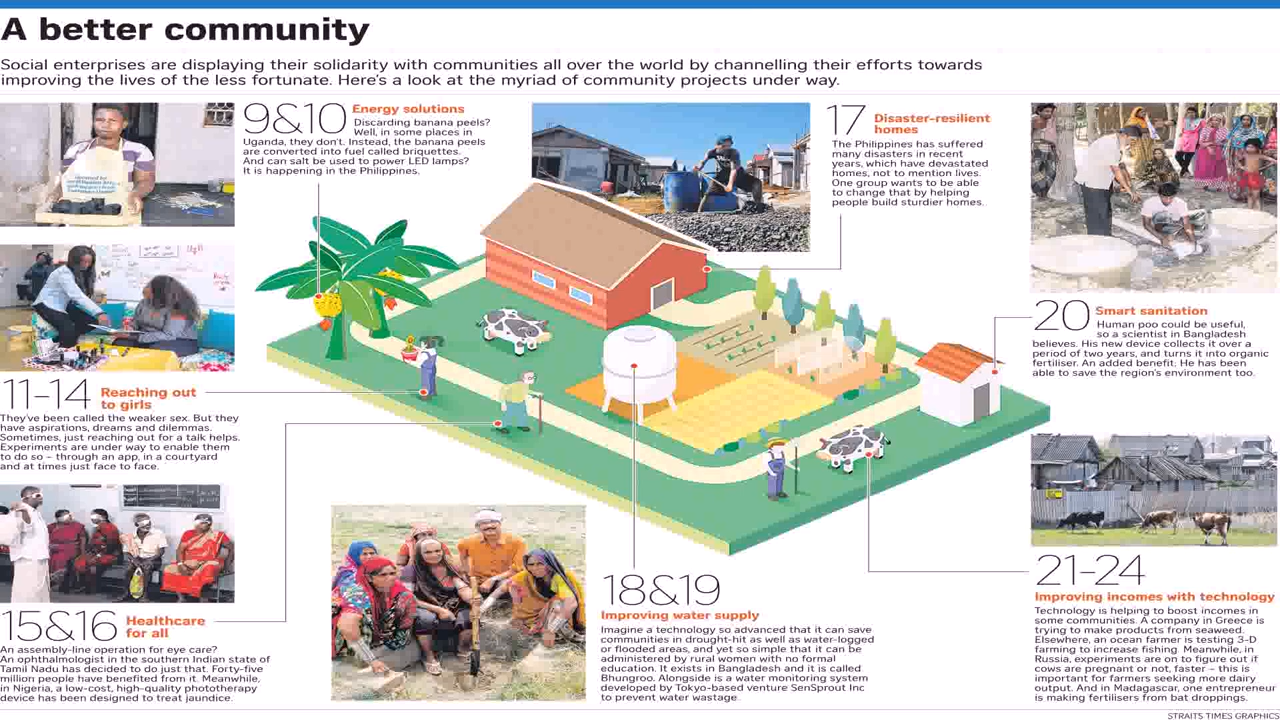 A better community
Social enterprises are displaying their solidarity with communities all over the world by channelling their efforts towards
improving the lives of the less fortunate. Here's a look at the myriad of community projects under way.
9&10
Energy solutions
Discarding banana peels?
Well, in some places in
Uganda, they don't. Instead, the banana peels
are converted into fuel called briquettes.
And can salt be used to power LED lamps?
It is happening in the Philippines.
17
Disaster-resilient
homes
The Philippines has suffered
many disasters in recent
years, which have devastated
homes, not to mention lives.
One group wants to be able
to change that by helping
people build sturdier homes.
20
Smart sanitation
Human poo could be useful,
so a scientist in Bangladesh
believes. His new device collects it over a
period of two years, and turns it into organic
fertiliser. An added benefit: He has been
able to save the region's environment too.
11-14
Reaching out
to girls
They've been called the weaker sex. But they
have aspirations, dreams and dilemmas.
Sometimes, just reaching out for a talk helps.
Experiments are under way to enable them
to do so – through an app, in a courtyard
and at times just face to face.
15&16
Healthcare
for all
An assembly-line operation for eye care?
An ophthalmologist in the southern Indian state of
Tamil Nadu has decided to do just that. Forty-five
million people have benefited from it. Meanwhile,
in Nigeria, a low-cost, high-quality phototherapy
device has been designed to treat jaundice.
18&19
Improving water supply
Imagine a technology so advanced that it can save
communities in drought-hit as well as water-logged
or flooded areas, and yet so simple that it can be
administered by rural women with no formal
education. It exists in Bangladesh and it is called
Bhungroo. Alongside is a water monitoring system
developed by Tokyo-based venture SenSprout Inc
to prevent water wastage.
21-24
Improving incomes with technology
Technology is helping to boost incomes in
some communities. A company in Greece is
trying to make products from seaweed.
Elsewhere, an ocean farmer is testing 3-D
farming to increase fishing. Meanwhile, in
Russia, experiments are on to figure out if
cows are pregnant or not, faster – this is
important for farmers seeking more dairy
output. And in Madagascar, one entrepreneur
is making fertilisers from bat droppings.
STRAITS TIMES GRAPHICS